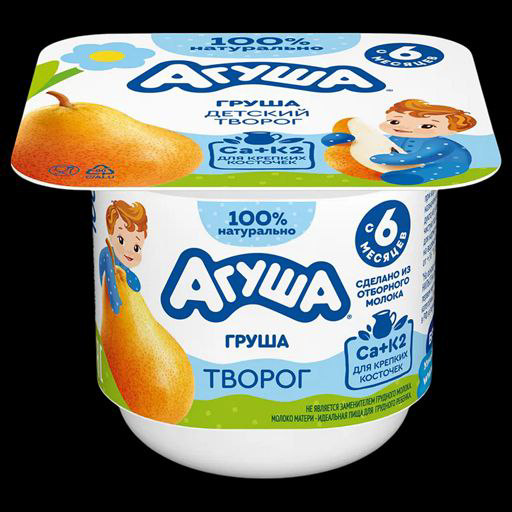 100%
натурально
АГУША
ГРУША
ДЕТСКИЙ
ТВОРОГ
Ca+K2
ДЛЯ КРЕПКИХ
КОСТОЧЕК
с 6
МЕСЯЦЕВ
C/ALU
100%
натурально
АГУША
ГРУША
ТВОРОГ
с 6
МЕСЯЦЕВ
СДЕЛАНО ИЗ
ОТБОРНОГО
МОЛОКА
Ca+K2
ДЛЯ КРЕПКИХ
КОСТОЧЕК
НЕ ЯВЛЯЕТСЯ ЗАМЕНИТЕЛЕМ ГРУДНОГО МОЛОКА.
МОЛОКО МАТЕРИ - ИДЕАЛЬНАЯ ПИЩА ДЛЯ ГРУДНОГО РЕБЕНКА.